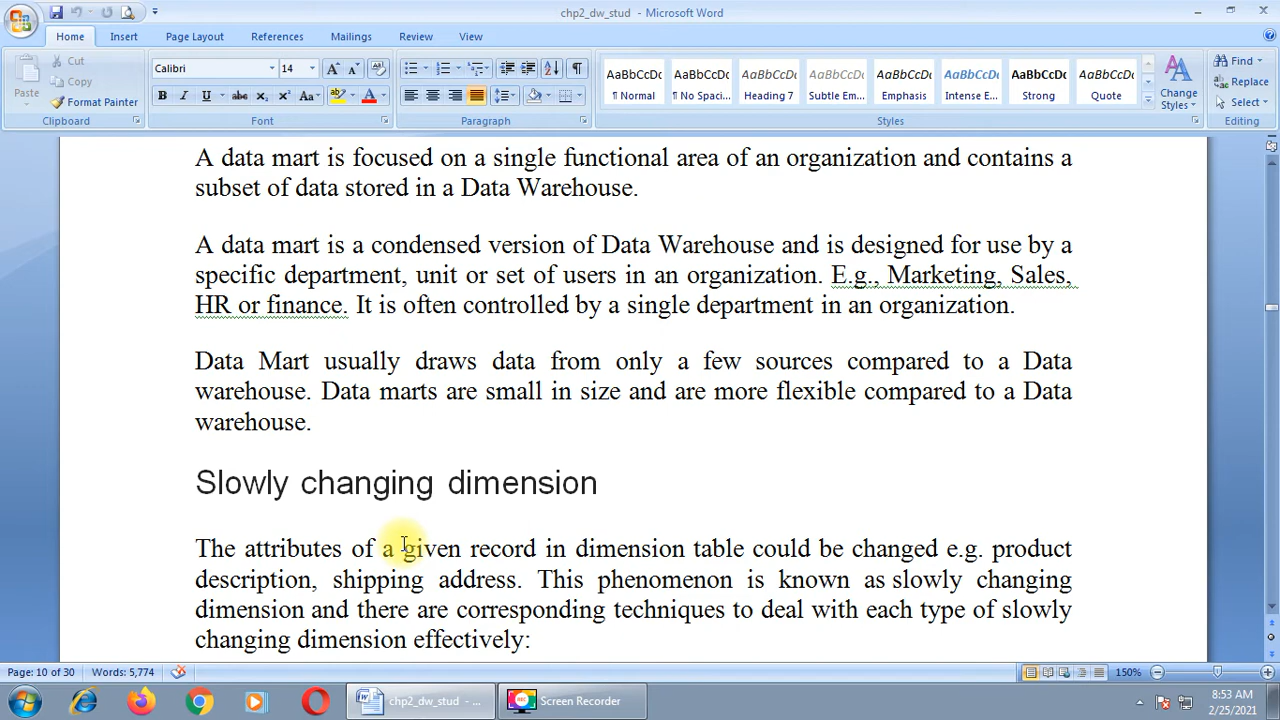 chp2_dw_stud - Microsoft Word
Home Insert Page Layout References Mailings Review View
Paste Cut Copy Format Painter
Clipboard
Calibri 14
B I U abc x₂ x² Aa A
Font
Paragraph
AaBbCcDc AaBbCcDc AaBbCcDc AaBbCcDc AaBbCcDc AaBbCcDc AaBbCcDc AaBbCcDc
¶ Normal ¶ No Spaci... Heading 7 Subtle Em... Emphasis Intense E... Strong Quote
Change Styles
Styles
Find
Replace
Select
Editing
A data mart is focused on a single functional area of an organization and contains a
subset of data stored in a Data Warehouse.
A data mart is a condensed version of Data Warehouse and is designed for use by a
specific department, unit or set of users in an organization. E.g., Marketing, Sales,
HR or finance. It is often controlled by a single department in an organization.
Data Mart usually draws data from only a few sources compared to a Data
warehouse. Data marts are small in size and are more flexible compared to a Data
warehouse.
Slowly changing dimension
The attributes of a given record in dimension table could be changed e.g. product
description, shipping address. This phenomenon is known as slowly changing
dimension and there are corresponding techniques to deal with each type of slowly
changing dimension effectively:
Page: 10 of 30 Words: 5,774 150%
chp2_dw_stud - ... Screen Recorder
8:53 AM
2/25/2021